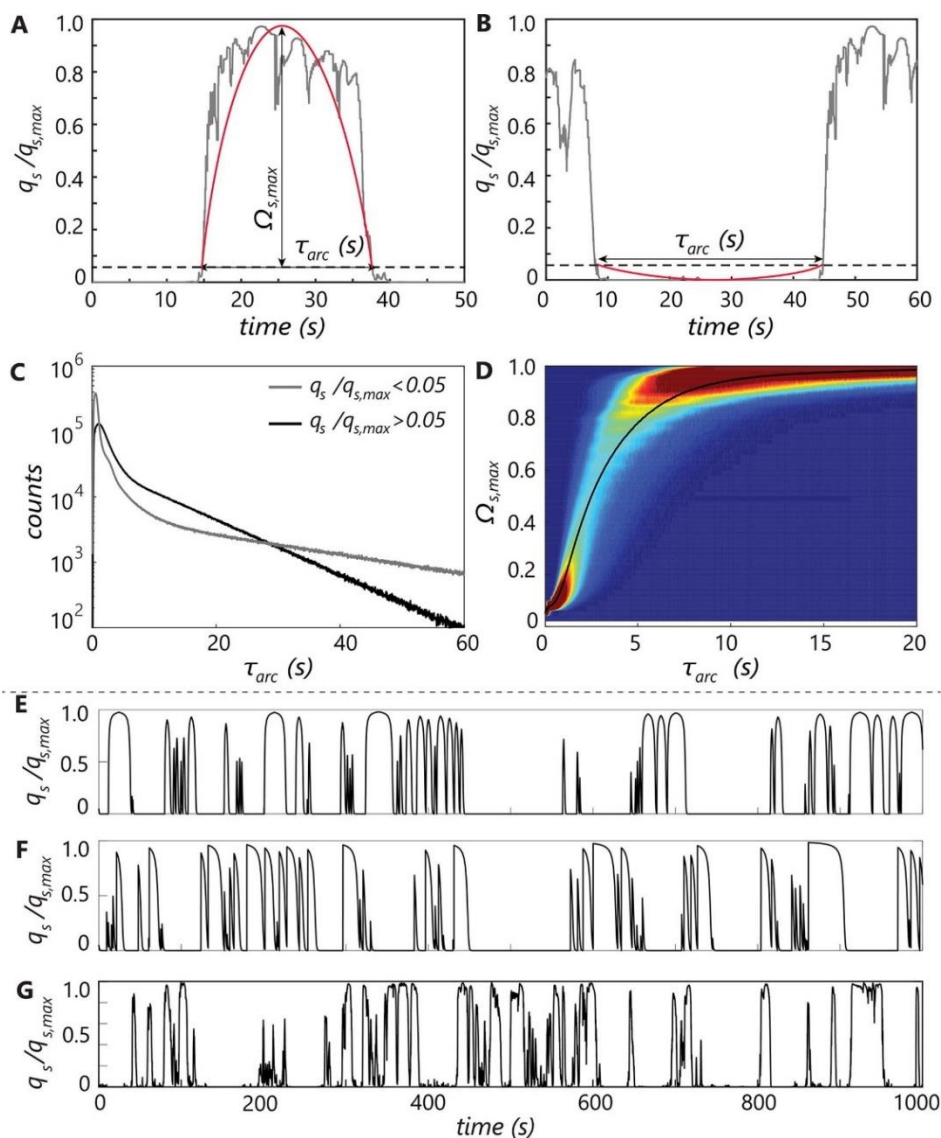 A
1.0
0.8
0.6
0.4
0.2
0
q_s/q_s,max
Ω_s,max
τ_arc (s)
0 10 20 30 40 50
time (s)
B
1.0
0.8
0.6
0.4
0.2
0
q_s/q_s,max
τ_arc (s)
0 10 20 30 40 50 60
time (s)
C
10^6
10^5
10^4
10^3
10^2
counts
q_s/q_s,max<0.05
q_s/q_s,max>0.05
0 20 40 60
τ_arc (s)
D
1.0
0.8
0.6
0.4
0.2
0
Ω_s,max
0 5 10 15 20
τ_arc (s)
E
1.0
0.5
0
q_s/q_s,max
F
1.0
0.5
0
q_s/q_s,max
G
1.0
0.5
0
q_s/q_s,max
0 200 400 600 800 1000
time (s)